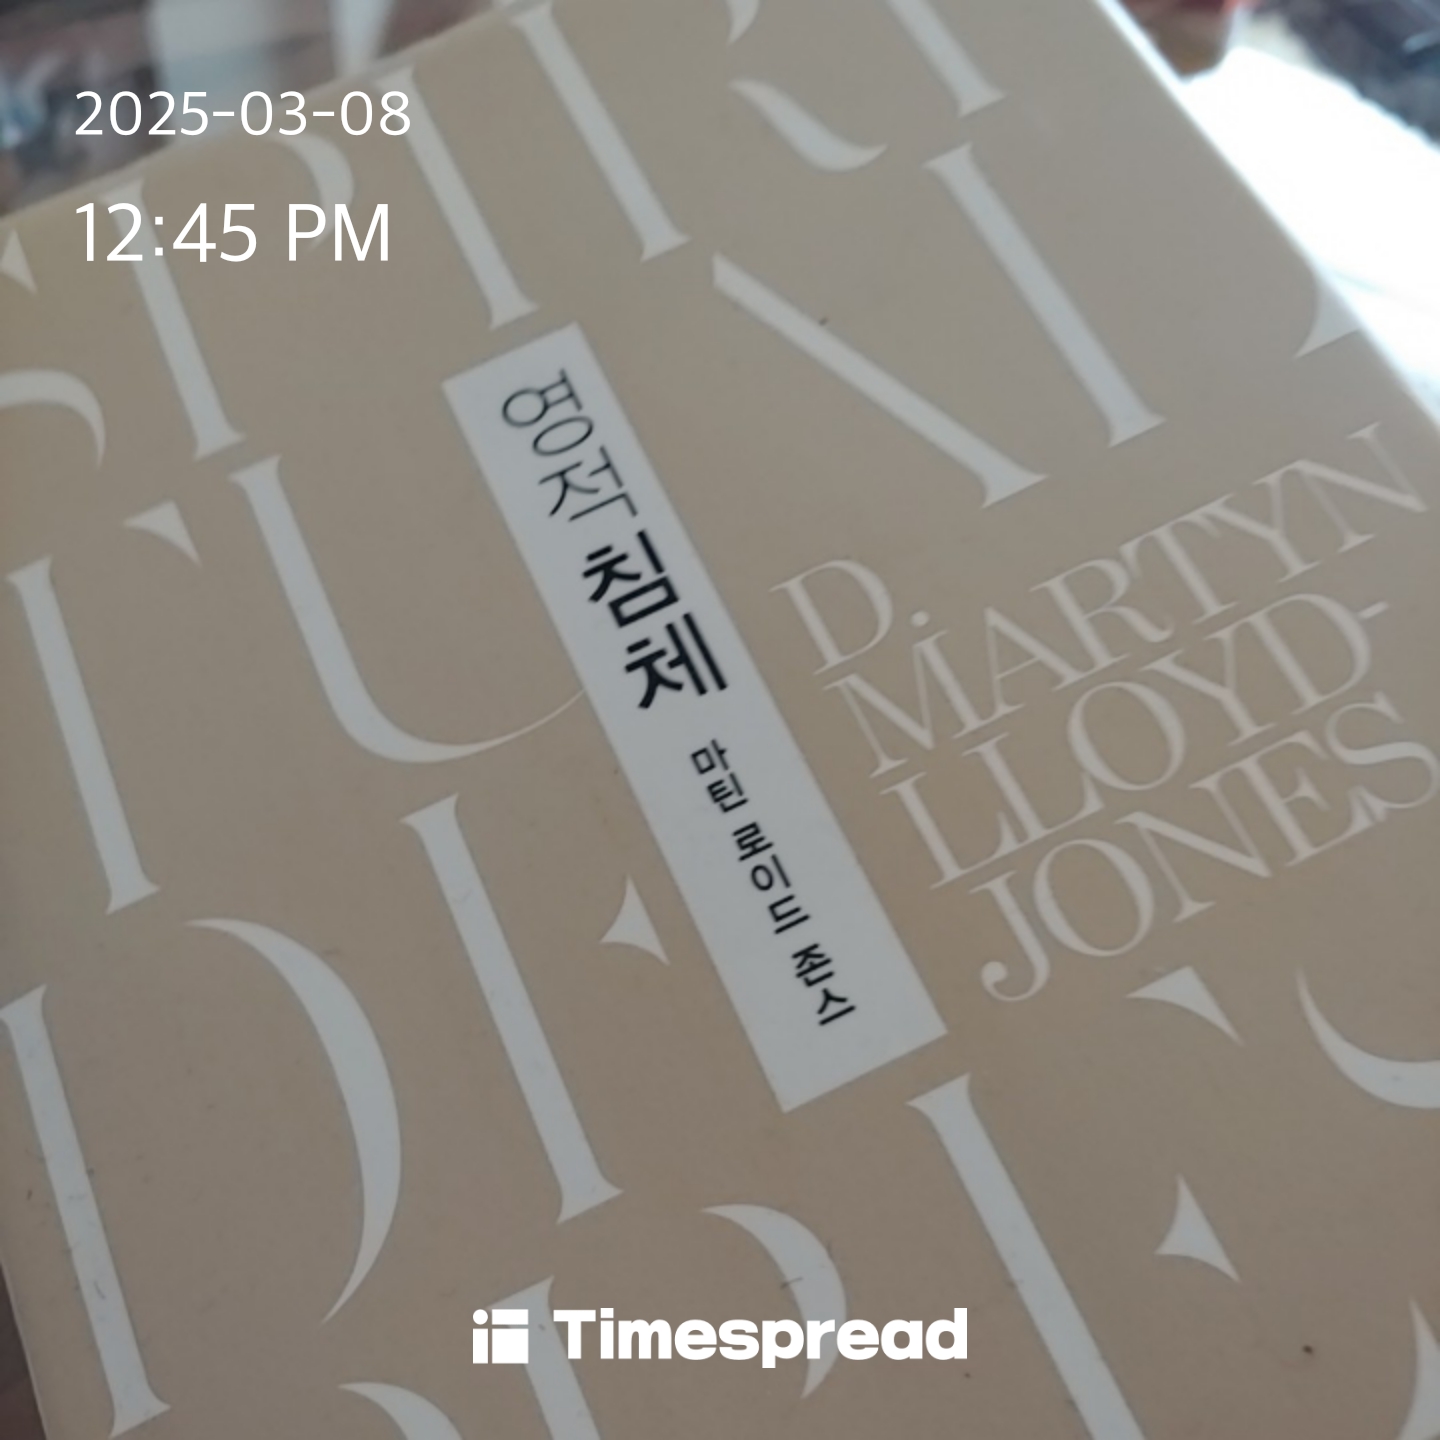 2025-03-08
12:45 PM
영적 침체
마틴 로이드 존스
D.
MARTYN
LLOYD-
JONES
Timespread